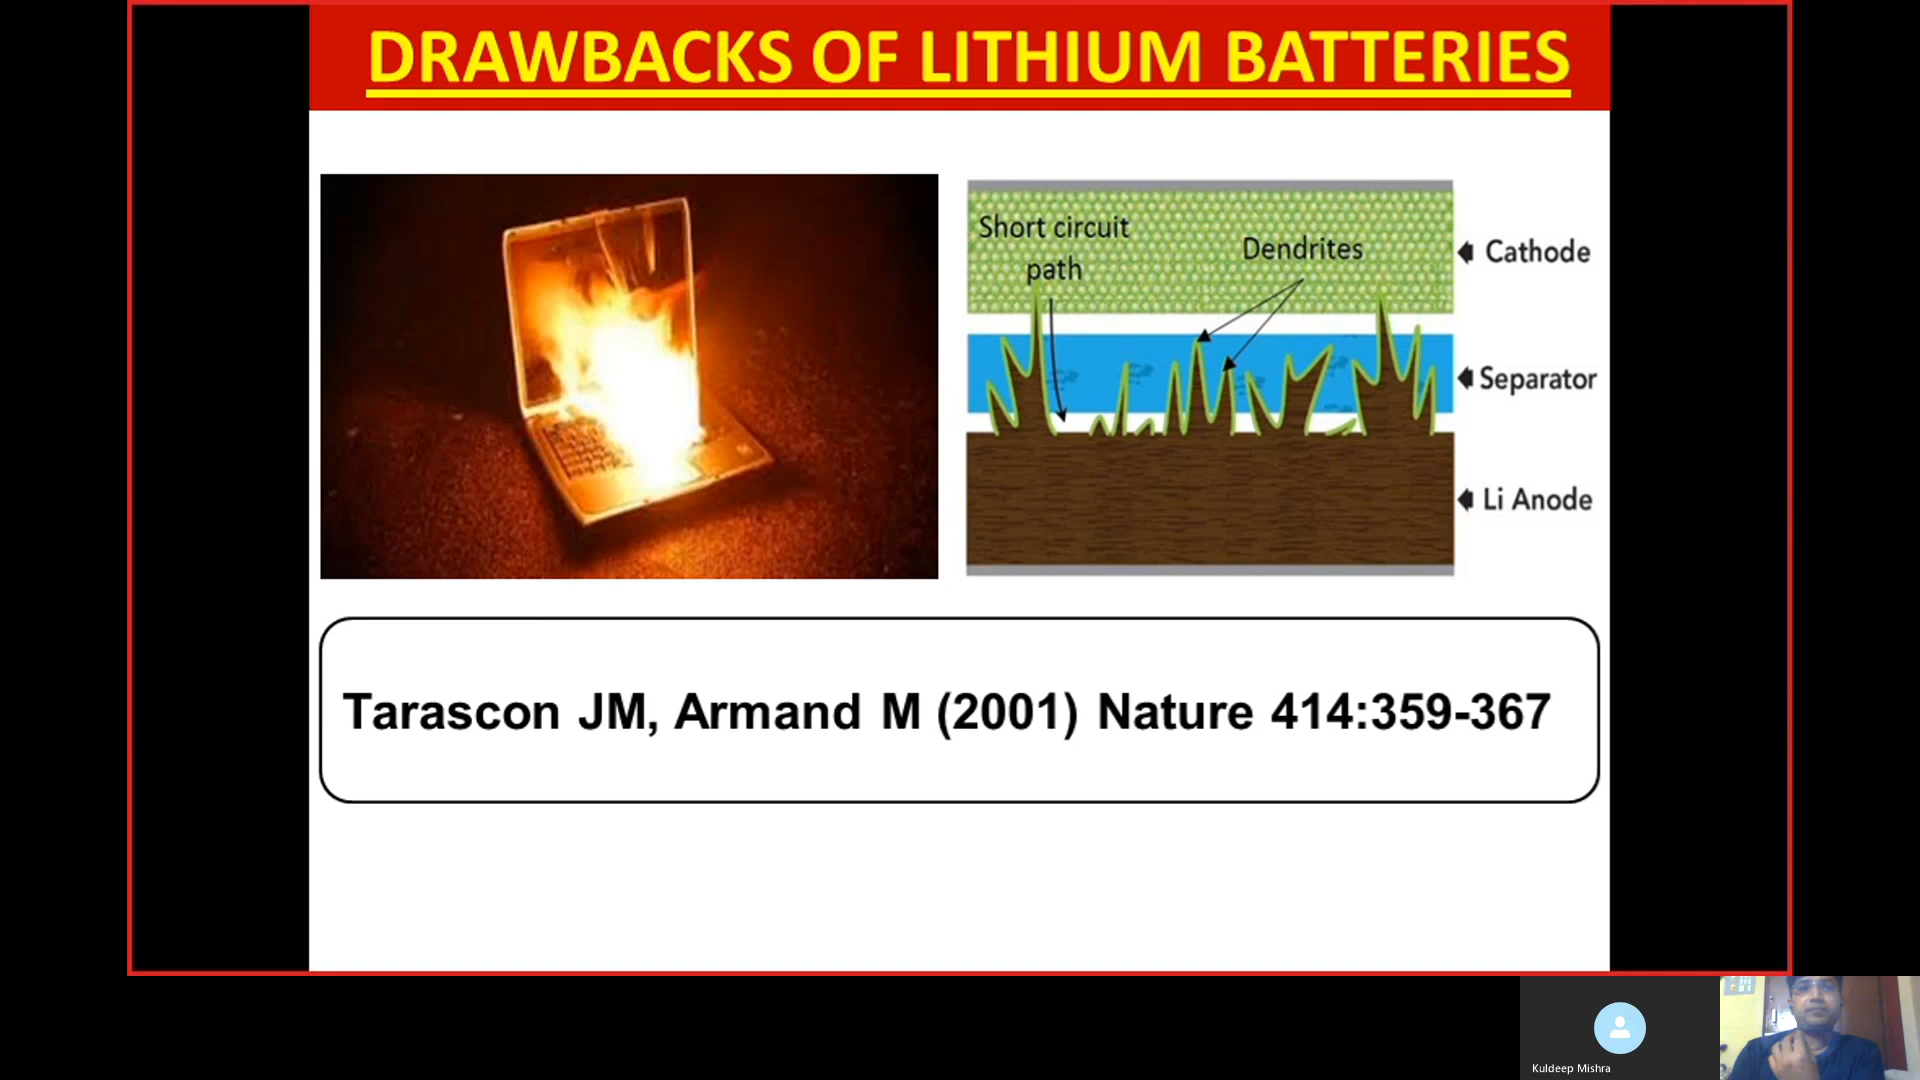 DRAWBACKS OF LITHIUM BATTERIES
Short circuit
path
Dendrites
Cathode
Separator
Li Anode
Tarascon JM, Armand M (2001) Nature 414:359-367
Kuldeep Mishra